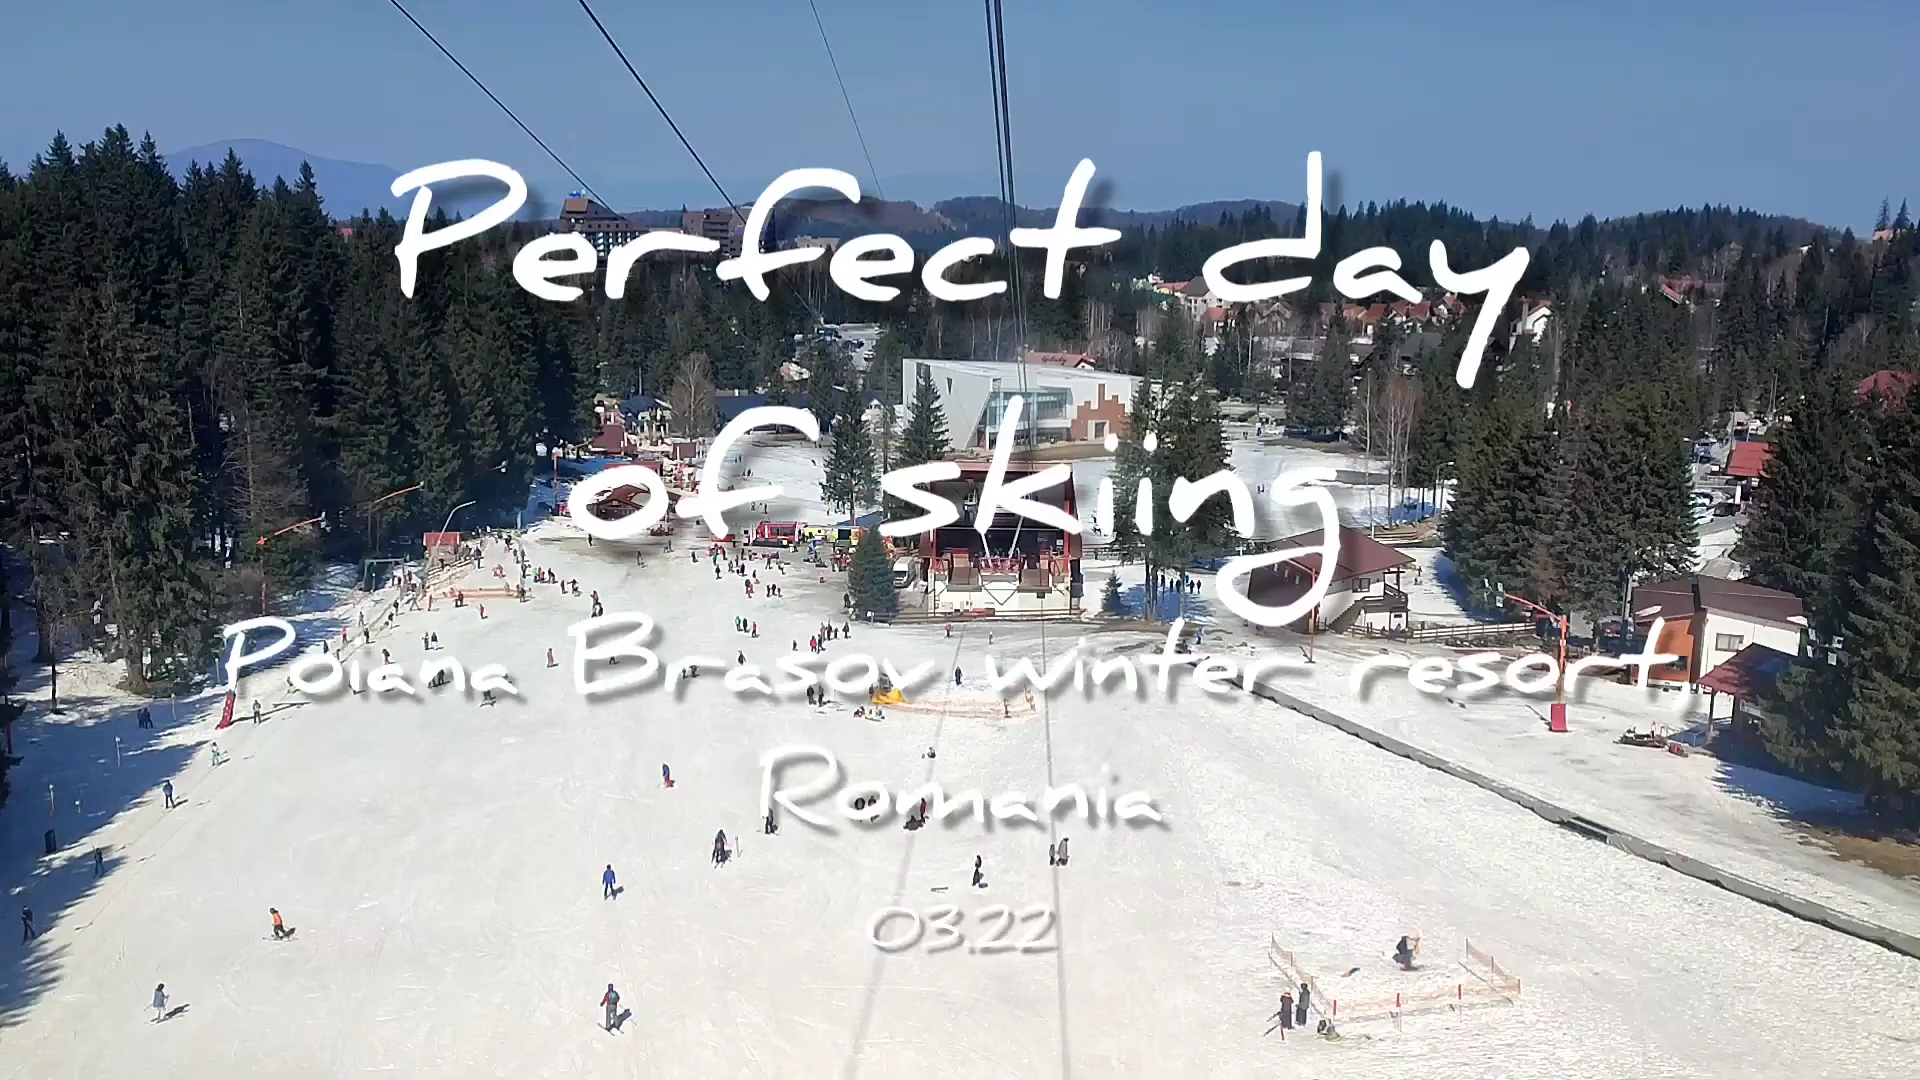 Perfect day
of skiing
Poiana Brasov winter resort,
Romania
03.22